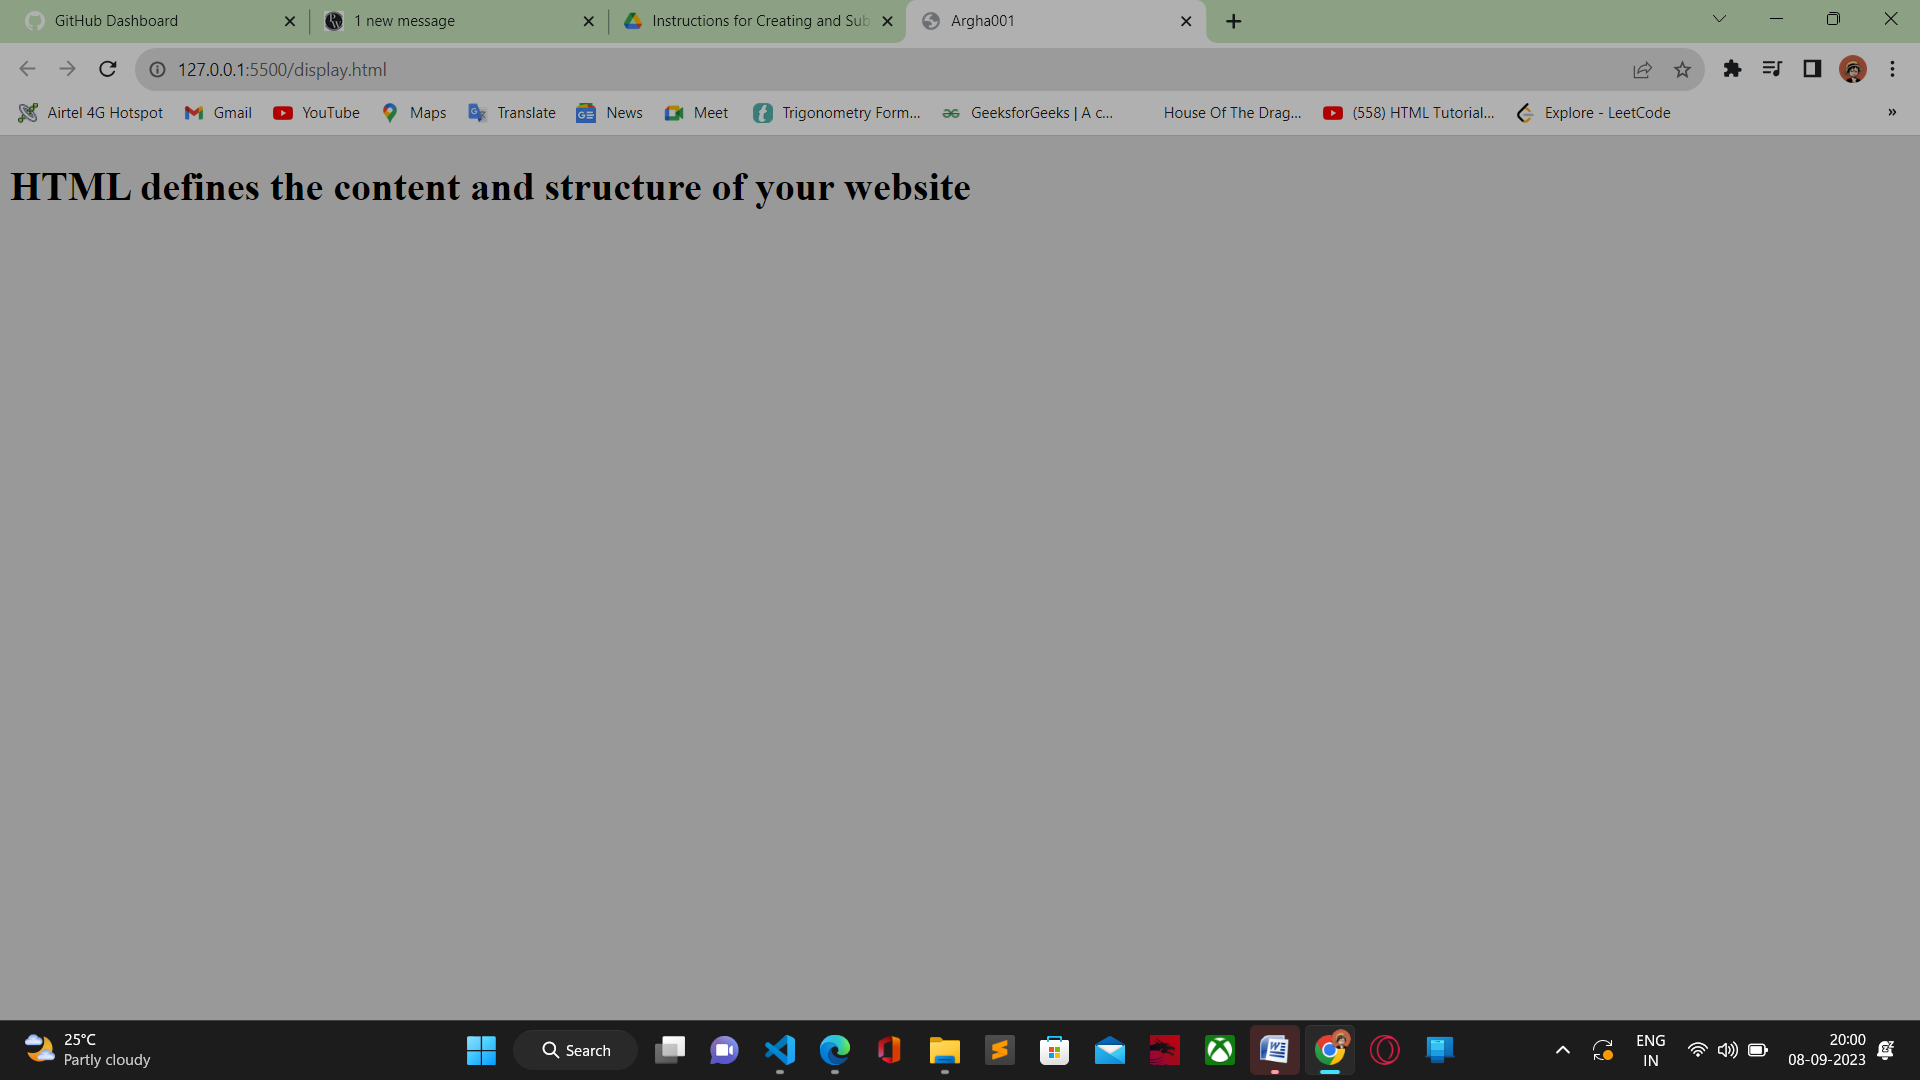 GitHub Dashboard
1 new message
Instructions for Creating and Sub
Argha001
127.0.0.1:5500/display.html
Airtel 4G Hotspot
Gmail
YouTube
Maps
Translate
News
Meet
Trigonometry Form...
GeeksforGeeks | A c...
House Of The Drag...
(558) HTML Tutorial...
Explore - LeetCode
»
HTML defines the content and structure of your website
25°C
Partly cloudy
Search
ENG
IN
20:00
08-09-2023